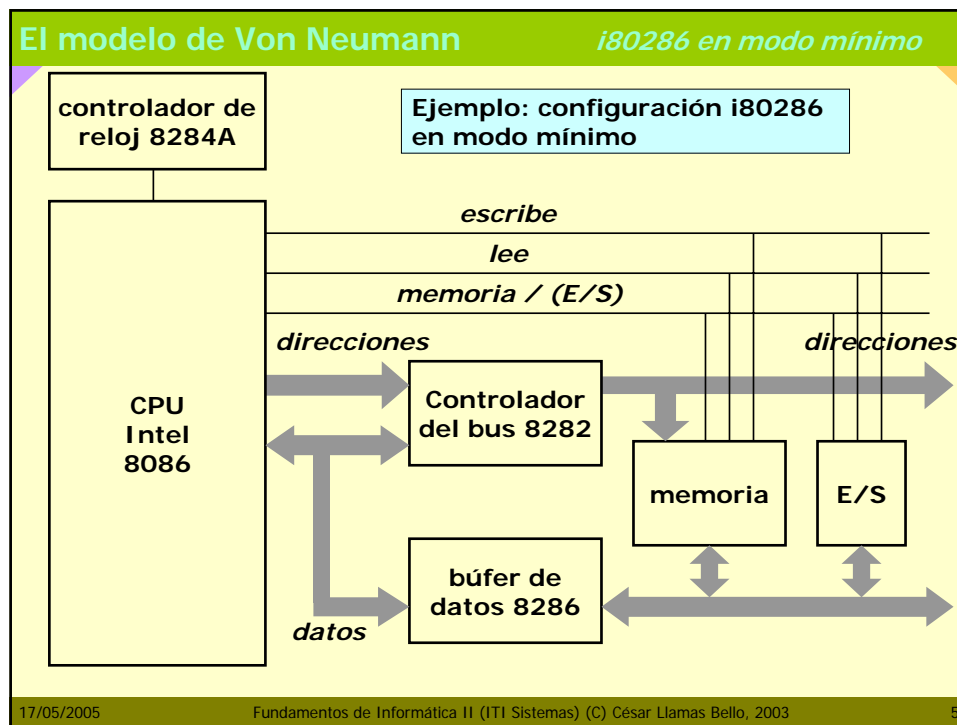 El modelo de Von Neumann
i80286 en modo mínimo
controlador de
reloj 8284A
Ejemplo: configuración i80286
en modo mínimo
escribe
lee
memoria / (E/S)
direcciones
direcciones
CPU
Intel
8086
Controlador
del bus 8282
memoria
E/S
búfer de
datos 8286
datos
17/05/2005
Fundamentos de Informática II (ITI Sistemas) (C) César Llamas Bello, 2003
5